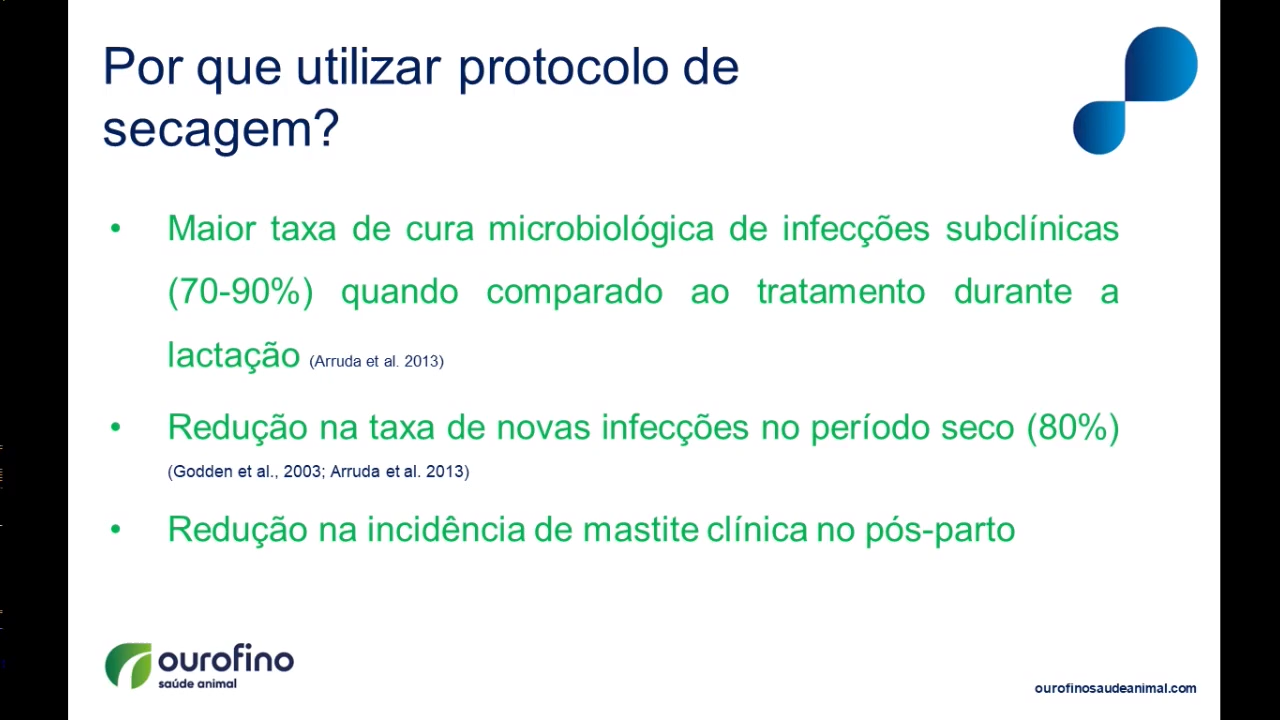 Por que utilizar protocolo de
secagem?
• Maior taxa de cura microbiológica de infecções subclínicas
(70-90%) quando comparado ao tratamento durante a
lactação (Arruda et al. 2013)
• Redução na taxa de novas infecções no período seco (80%)
(Godden et al., 2003; Arruda et al. 2013)
• Redução na incidência de mastite clínica no pós-parto
ourofino
saúde animal
ourofinosaudeanimal.com